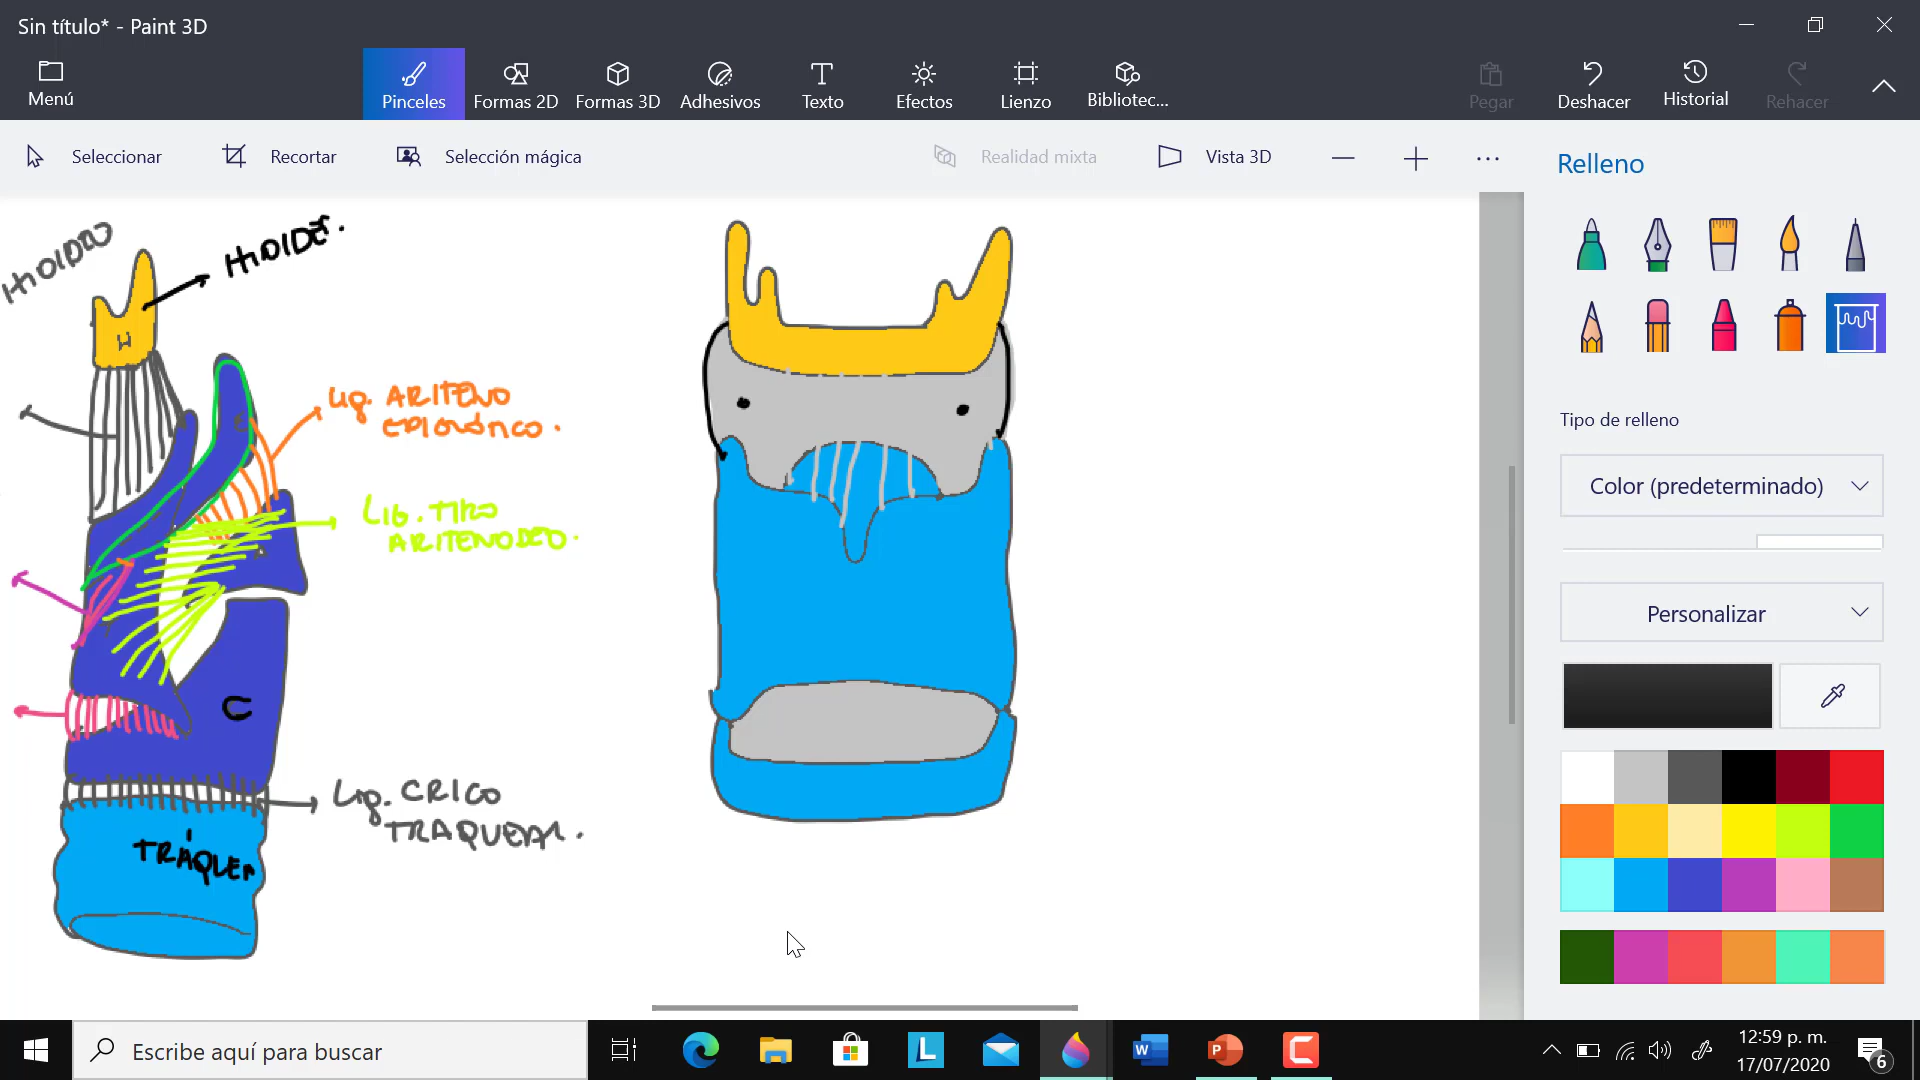 Sin título* - Paint 3D
Menú
Pinceles
Formas 2D
Formas 3D
Adhesivos
Texto
Efectos
Lienzo
Bibliotec...
Pegar
Deshacer
Historial
Rehacer
Seleccionar
Recortar
Selección mágica
Realidad mixta
Vista 3D
Relleno
Tipo de relleno
Color (predeterminado)
Personalizar
HIOIDEO
HIOIDES.
H
Lig. ARITENO
EPIGLÓTICO.
Lig. TIRO
ARITENODEO.
C
Lig. CRICO
TRAQUEAL.
TRÁQUEA
Escribe aquí para buscar
12:59 p. m.
17/07/2020
6